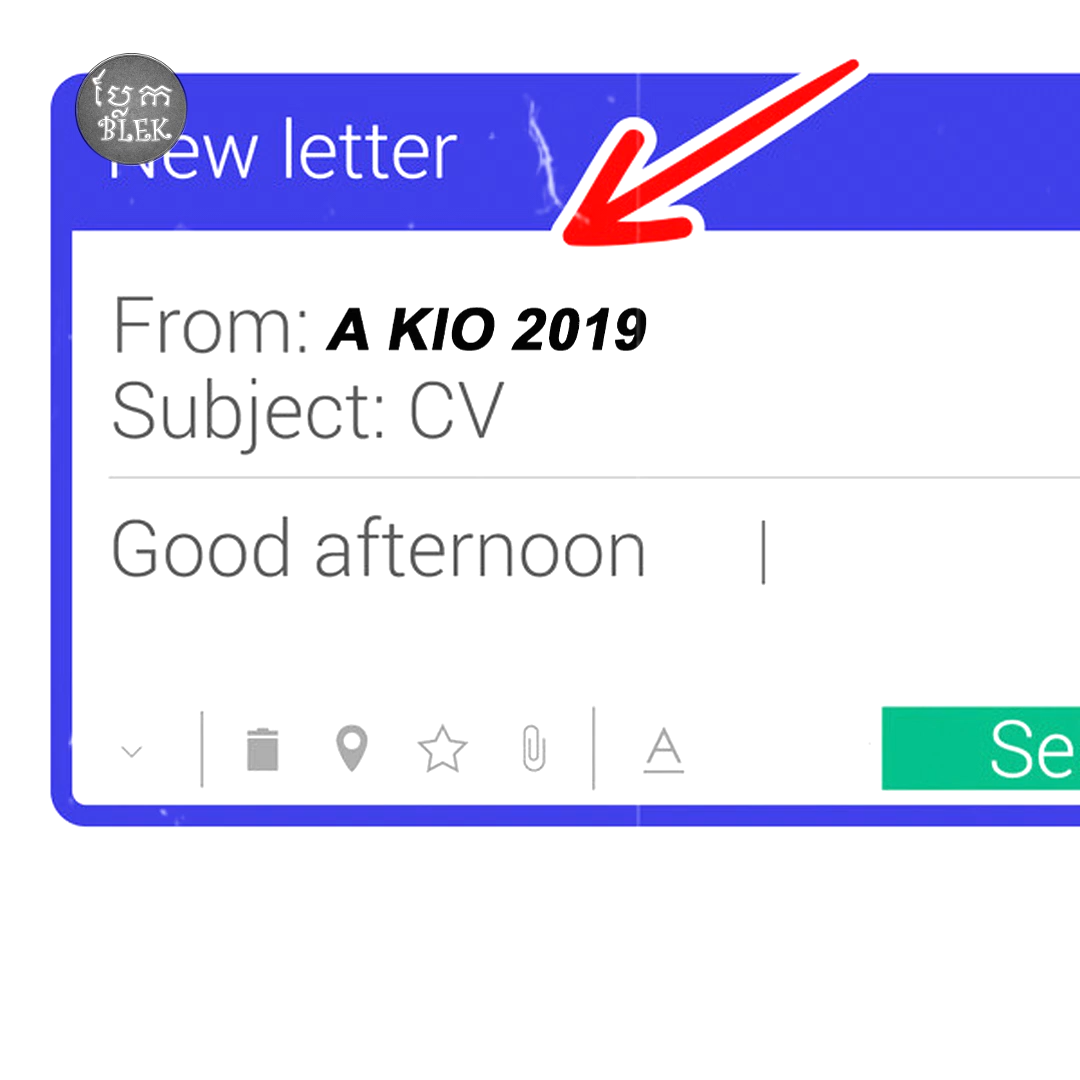 ប្លែក
BLEK
New letter
From: A KIO 2019
Subject: CV
Good afternoon
A
Se